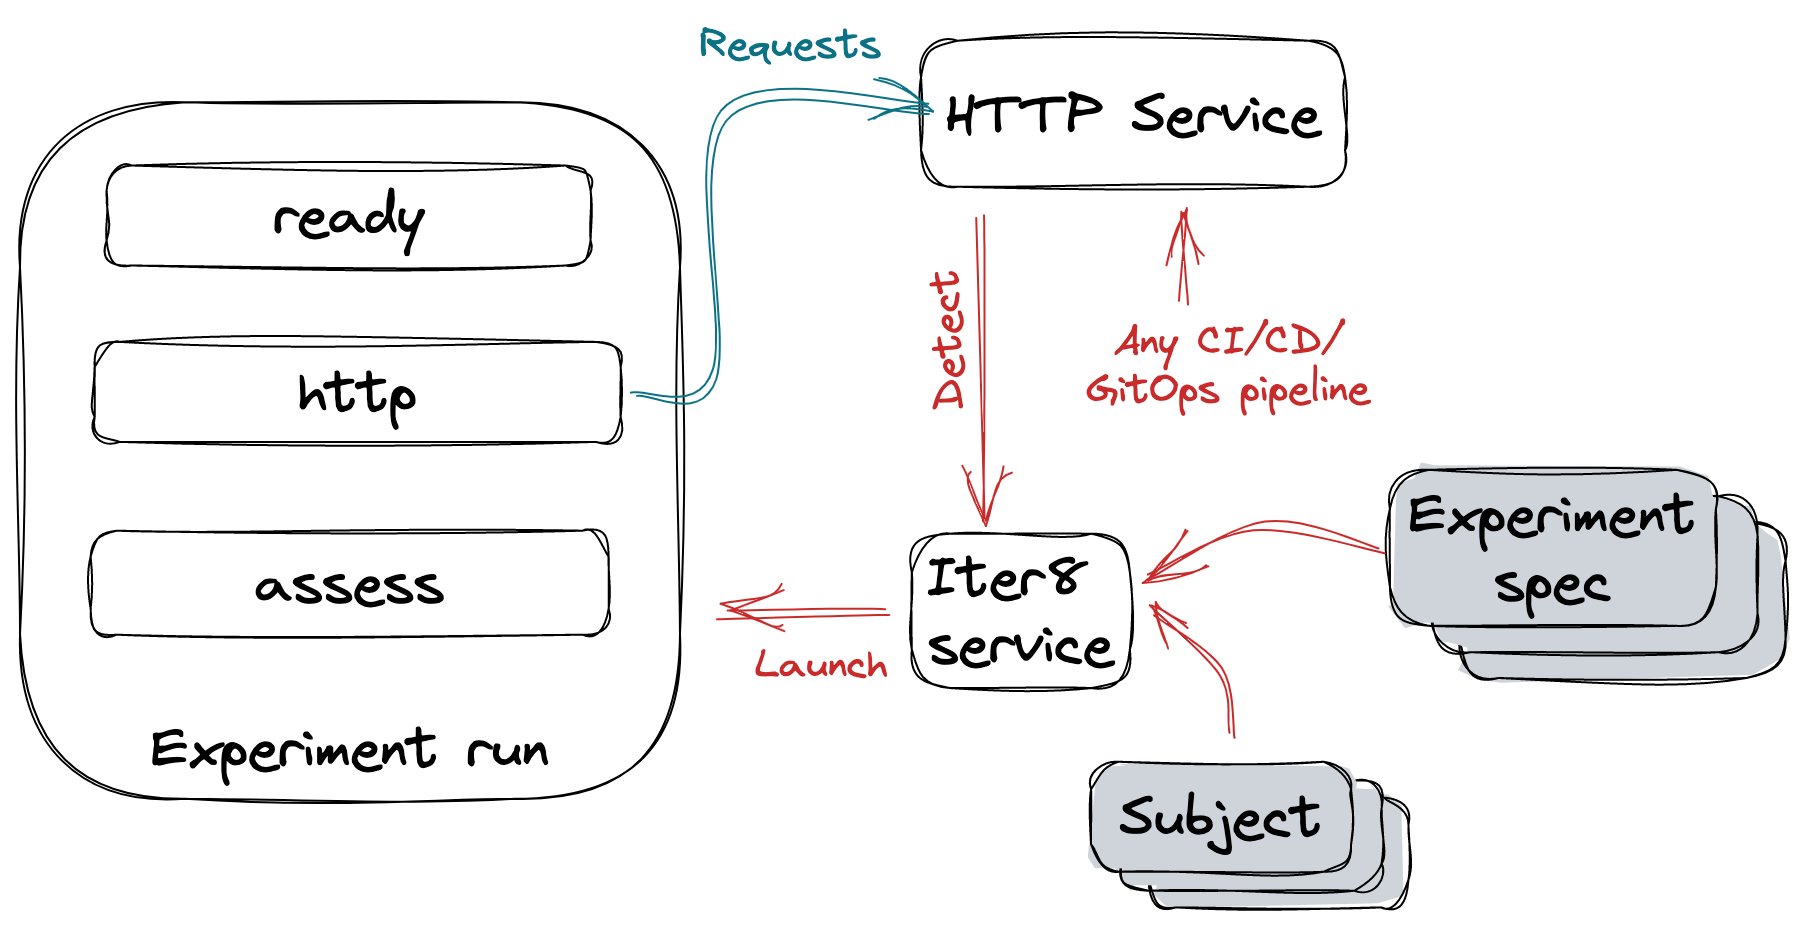 Requests
HTTP Service
ready
http
assess
Experiment run
Detect
Any CI/CD/
GitOps pipeline
Launch
Iter8
service
Experiment
spec
Subject